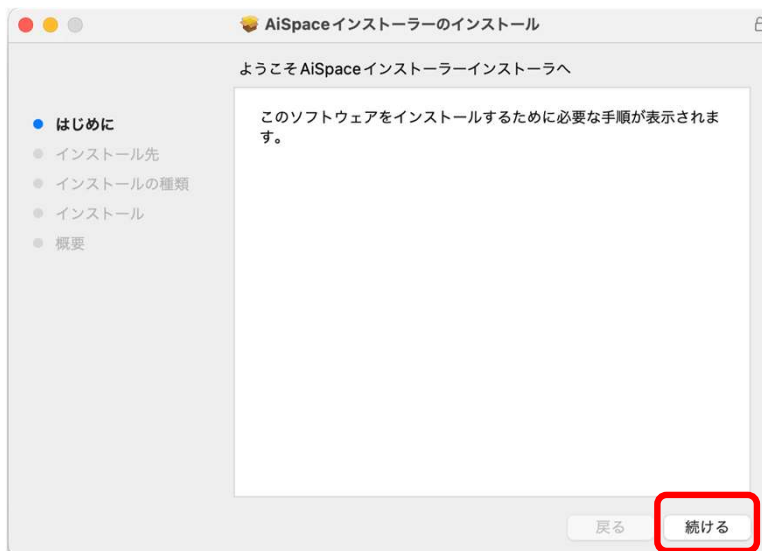 AiSpaceインストーラーのインストール
ようこそAiSpaceインストーラーインストーラへ
はじめに
インストール先
インストールの種類
インストール
概要
このソフトウェアをインストールするために必要な手順が表示されま
す。
戻る
続ける